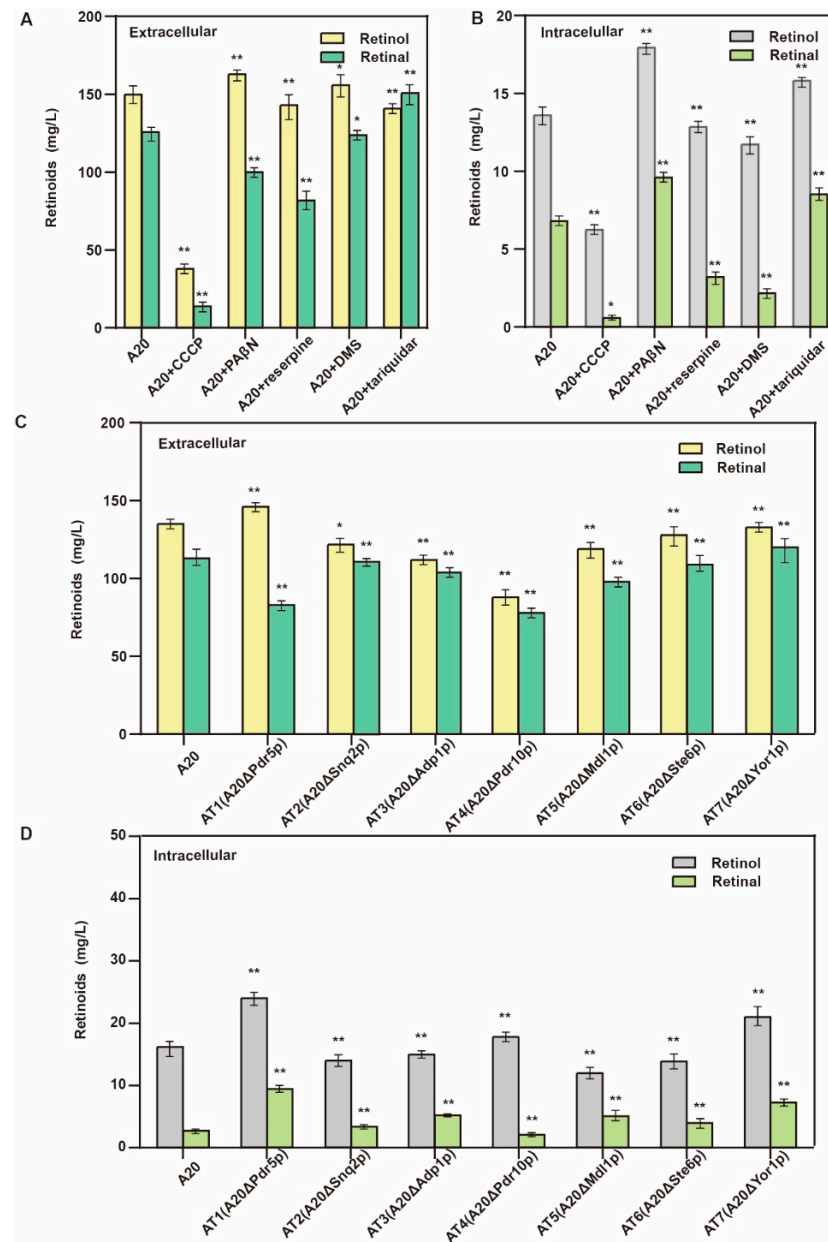 A
Extracellular
Retinol
Retinal
Retinoids (mg/L)
200
150
100
50
0
** ** * **
** ** ** * **
**
A20
A20+CCCP
A20+PAβN
A20+reserpine
A20+DMS
A20+tariquidar
B
Intracelullar
Retinol
Retinal
Retinoids (mg/L)
20
15
10
5
0
**
**
**
**
**
**
**
**
**
*
A20
A20+CCCP
A20+PAβN
A20+reserpine
A20+DMS
A20+tariquidar
C
Extracellular
Retinol
Retinal
Retinoids (mg/L)
200
150
100
50
0
** **
* ** ** ** ** ** ** ** **
** ** **
A20
AT1(A20ΔPdr5p)
AT2(A20ΔSnq2p)
AT3(A20ΔAdp1p)
AT4(A20ΔPdr10p)
AT5(A20ΔMdl1p)
AT6(A20ΔSte6p)
AT7(A20ΔYor1p)
D
Intracellular
Retinol
Retinal
Retinoids (mg/L)
50
40
30
20
10
0
** ** ** ** ** ** **
** ** ** ** ** ** **
A20
AT1(A20ΔPdr5p)
AT2(A20ΔSnq2p)
AT3(A20ΔAdp1p)
AT4(A20ΔPdr10p)
AT5(A20ΔMdl1p)
AT6(A20ΔSte6p)
AT7(A20ΔYor1p)